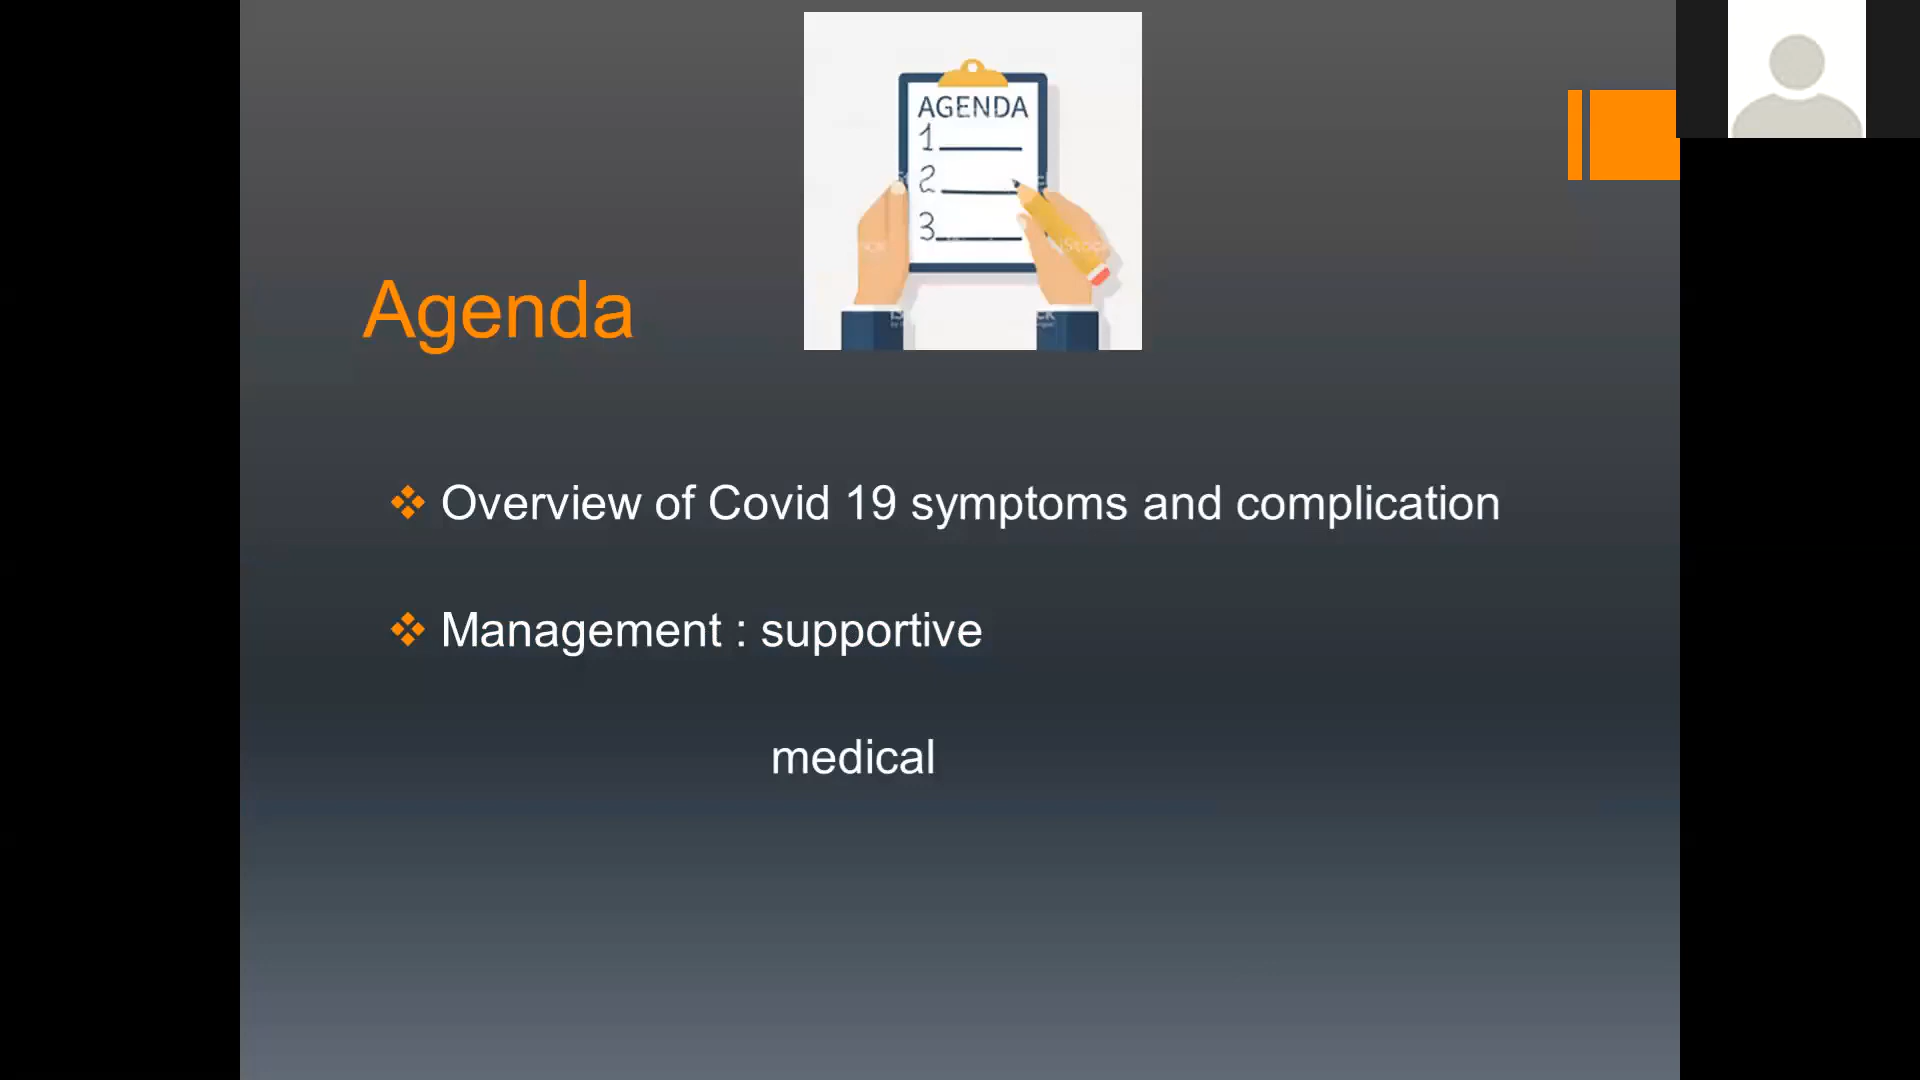 AGENDA
1
2
3
Agenda
Overview of Covid 19 symptoms and complication
Management : supportive
medical